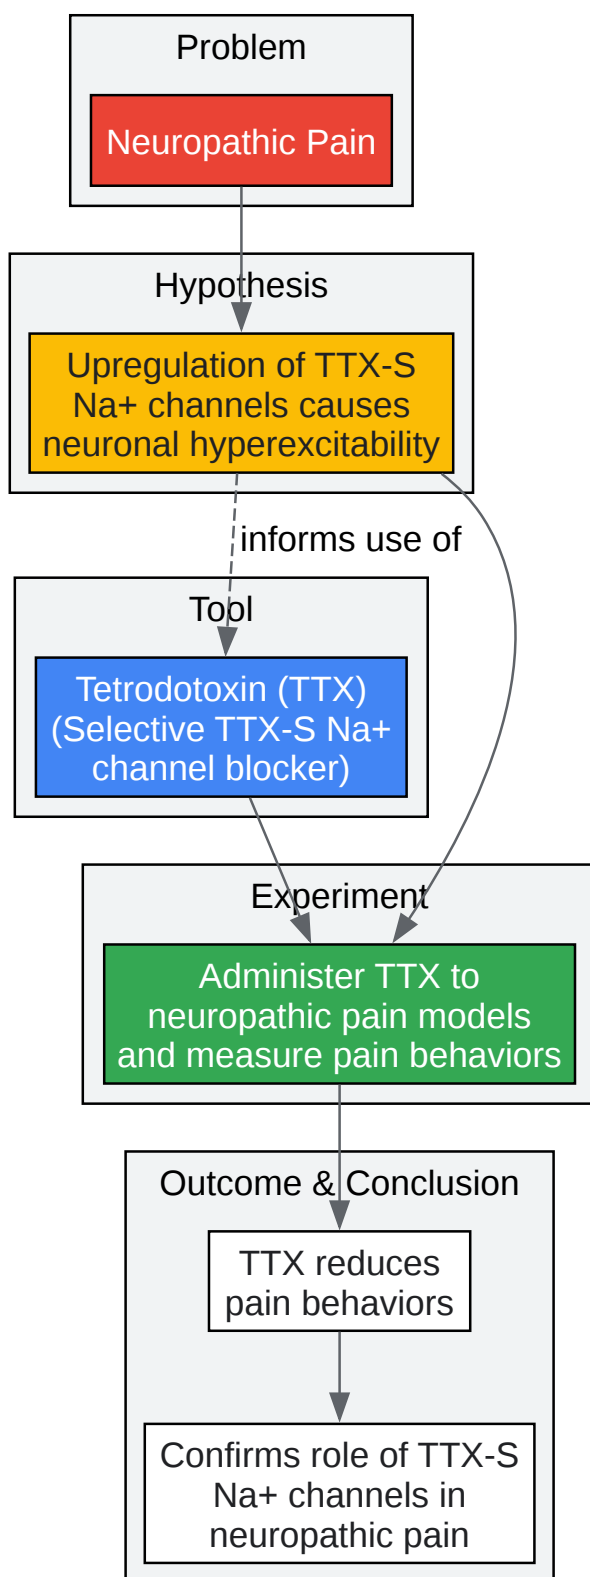 Problem
Neuropathic Pain
Hypothesis
Upregulation of TTX-S
Na+ channels causes
neuronal hyperexcitability
informs use of
Tool
Tetrodotoxin (TTX)
(Selective TTX-S Na+
channel blocker)
Experiment
Administer TTX to
neuropathic pain models
and measure pain behaviors
Outcome & Conclusion
TTX reduces
pain behaviors
Confirms role of TTX-S
Na+ channels in
neuropathic pain